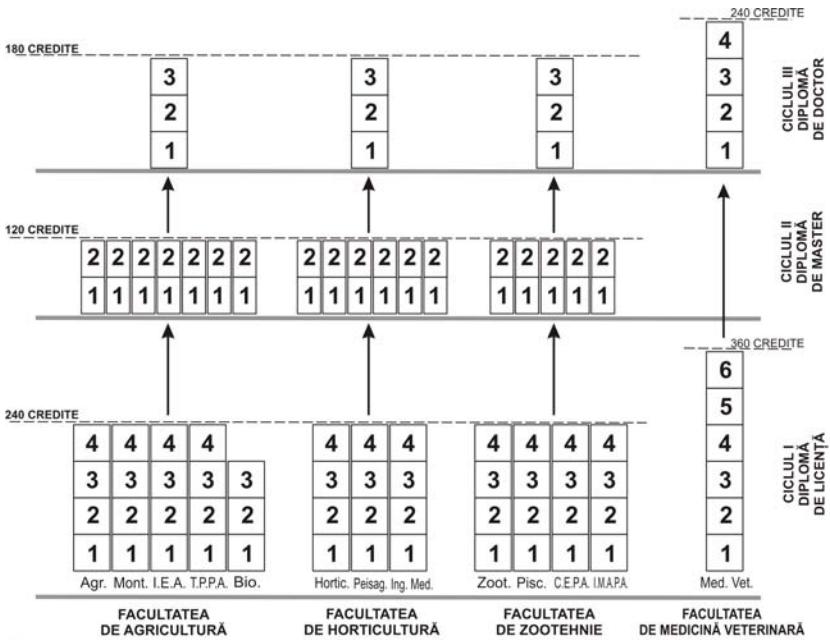 240 CREDITE
4
180 CREDITE
3 3 3 3
2 2 2 2
1 1 1 1
CICLUL III
DIPLOMĂ
DE DOCTOR
120 CREDITE
2 2 2 2 2 2 2 2 2 2 2 2 2 2 2 2 2 2
1 1 1 1 1 1 1 1 1 1 1 1 1 1 1 1 1 1
CICLUL II
DIPLOMĂ
DE MASTER
360 CREDITE
6
5
240 CREDITE
4 4 4 4 4 4 4 4 4 4 4 4
3 3 3 3 3 3 3 3 3 3 3 3 3
2 2 2 2 2 2 2 2 2 2 2 2 2
1 1 1 1 1 1 1 1 1 1 1 1 1
CICLUL I
DIPLOMĂ
DE LICENȚĂ
Agr. Mont. I.E.A. T.P.P.A. Bio. Hortic. Peisag. Ing. Med. Zoot. Pisc. C.E.P.A. I.M.A.P.A. Med. Vet.
FACULTATEA
DE AGRICULTURĂ
FACULTATEA
DE HORTICULTURĂ
FACULTATEA
DE ZOOTEHNIE
FACULTATEA
DE MEDICINĂ VETERINARĂ